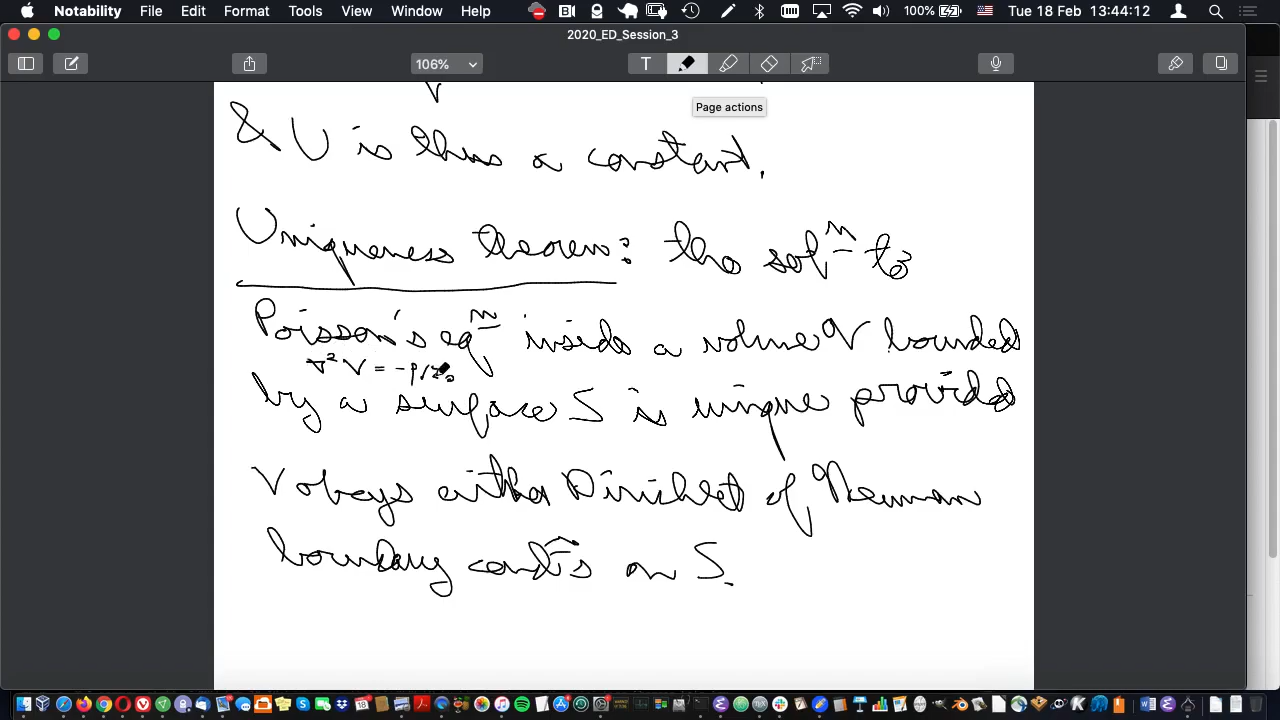 Notability File Edit Format Tools View Window Help 100% Tue 18 Feb 13:44:12
2020_ED_Session_3
106%
T
Page actions
& U is thus a constant.
Uniqueness theorem: the solⁿ to
Poisson's eqⁿ inside a volume V bounded
∇²V = -ρ/ε₀
by a surface S is unique provided
V obeys either Dirichlet of Neuman
boundary condⁿs on S.